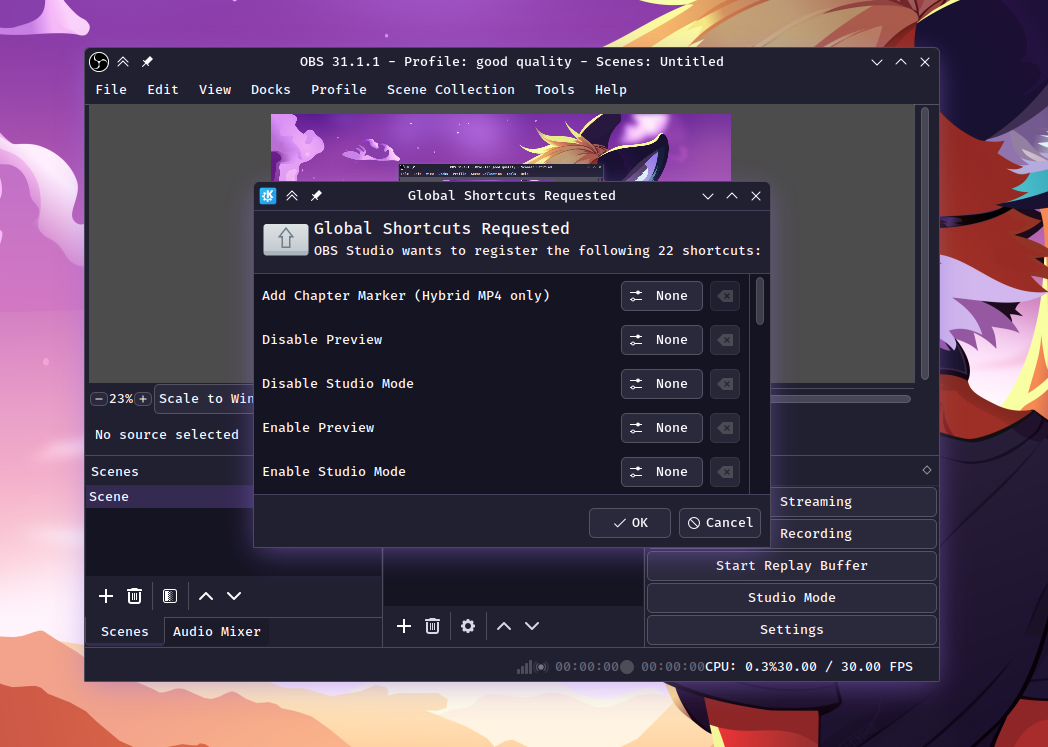 OBS 31.1.1 - Profile: good quality - Scenes: Untitled
File Edit View Docks Profile Scene Collection Tools Help
Global Shortcuts Requested
Global Shortcuts Requested
OBS Studio wants to register the following 22 shortcuts:
Add Chapter Marker (Hybrid MP4 only) None
Disable Preview None
Disable Studio Mode None
Enable Preview None
Enable Studio Mode None
OK Cancel
23% Scale to Win
No source selected
Scenes
Scene
Streaming
Recording
Start Replay Buffer
Studio Mode
Settings
Scenes Audio Mixer
00:00:00 00:00:00 CPU: 0.3% 30.00 / 30.00 FPS